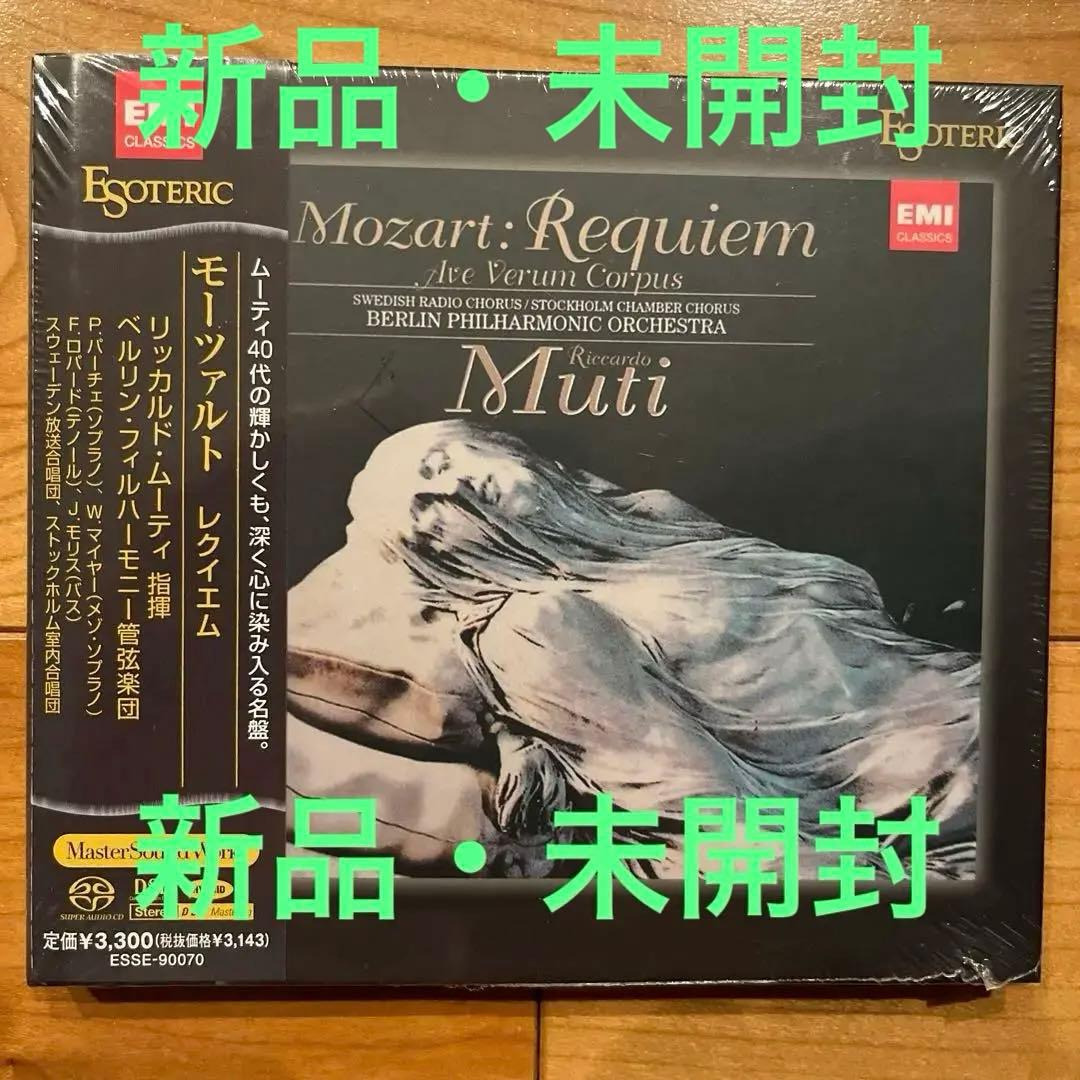 新品・未開封
EMI
CLASSICS
ESOTERIC
ムーティ40代の輝かしくも、深く心に染み入る名盤。
モーツァルト レクイエム
リッカルド・ムーティ 指揮
ベルリン・フィルハーモニー管弦楽団
P.パーチェ(ソプラノ)、W.マイヤー(メゾ・ソプラノ)
F.ロパード(テノール)、J.モリス(バス)
スウェーデン放送合唱団、ストックホルム室内合唱団
ESOTERIC
EMI
CLASSICS
Mozart: Requiem
Ave Verum Corpus
SWEDISH RADIO CHORUS / STOCKHOLM CHAMBER CHORUS
BERLIN PHILHARMONIC ORCHESTRA
Riccardo
Muti
新品・未開封
MasterSound Works
SUPER AUDIO CD
Stereo
定価¥3,300(税抜価格¥3,143)
ESSE-90070